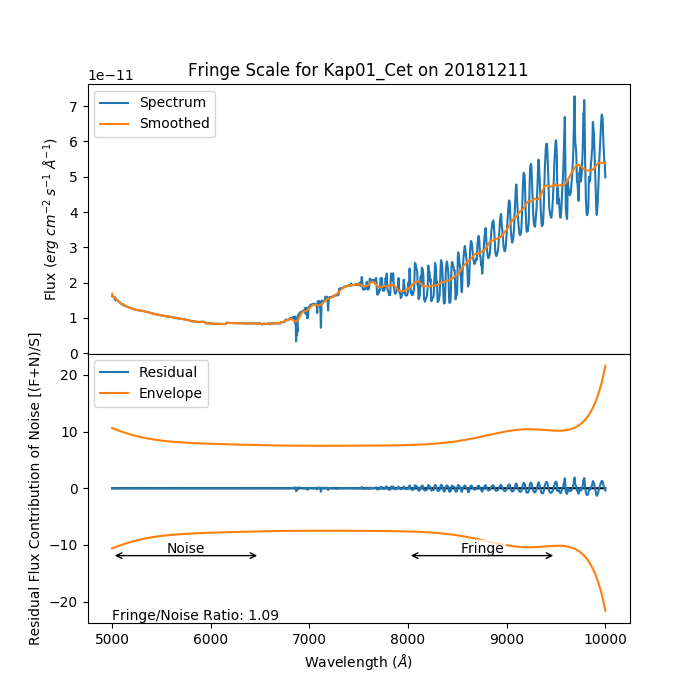 Fringe Scale for Kap01_Cet on 20181211
1e−11
Spectrum
Smoothed
7
6
5
4
3
2
1
0
Flux (erg cm⁻² s⁻¹ Å⁻¹)
Residual
Envelope
20
10
0
−10
−20
Residual Flux Contribution of Noise [(F+N)/S]
Noise
Fringe
Fringe/Noise Ratio: 1.09
5000 6000 7000 8000 9000 10000
Wavelength (Å)